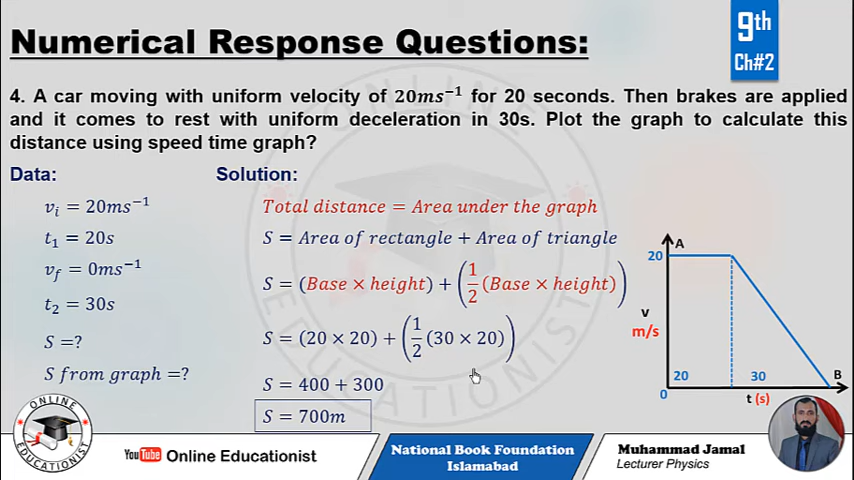 Numerical Response Questions:
9th
Ch#2
4. A car moving with uniform velocity of 20ms⁻¹ for 20 seconds. Then brakes are applied
and it comes to rest with uniform deceleration in 30s. Plot the graph to calculate this
distance using speed time graph?
Data:
vᵢ = 20ms⁻¹
t₁ = 20s
v_f = 0ms⁻¹
t₂ = 30s
S =?
S from graph =?
Solution:
Total distance = Area under the graph
S = Area of rectangle + Area of triangle
S = (Base × height) + (1/2 (Base × height))
S = (20 × 20) + (1/2 (30 × 20))
S = 400 + 300
S = 700m
A
20
v
m/s
20
30
B
0
t (s)
ONLINE
EDUCATIONIST
ONLINE
EDUCATIONIST
YouTube Online Educationist
National Book Foundation
Islamabad
Muhammad Jamal
Lecturer Physics